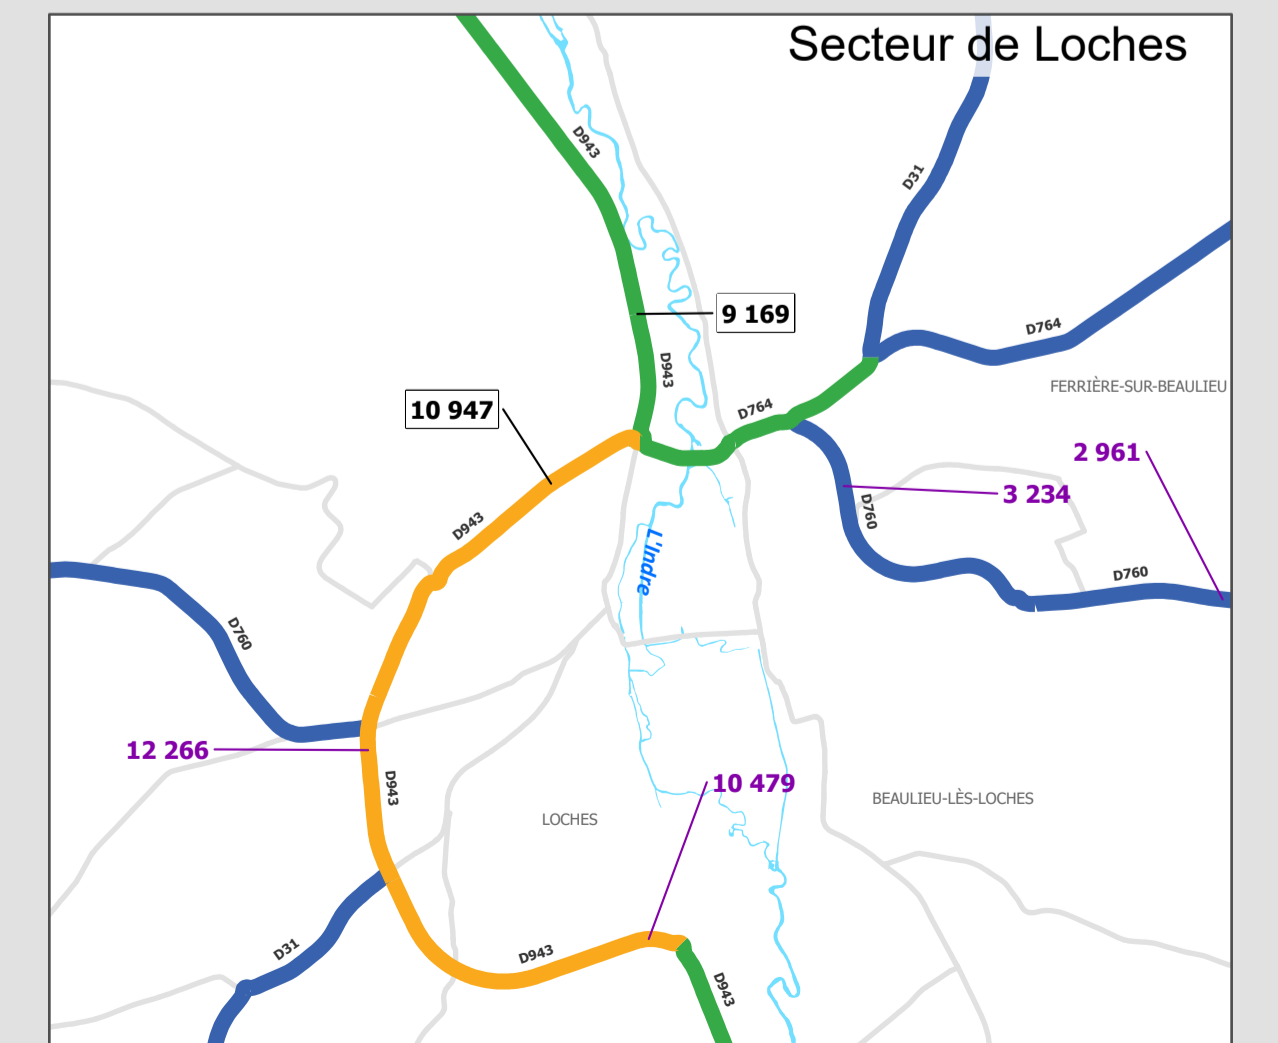 Secteur de Loches
D943
D31
9 169
D764
D943
FERRIÈRE-SUR-BEAULIEU
10 947
D764
2 961
3 234
D943
D760
L'Indre
D760
D760
12 266
D943
10 479
BEAULIEU-LÈS-LOCHES
LOCHES
D31
D943
D943